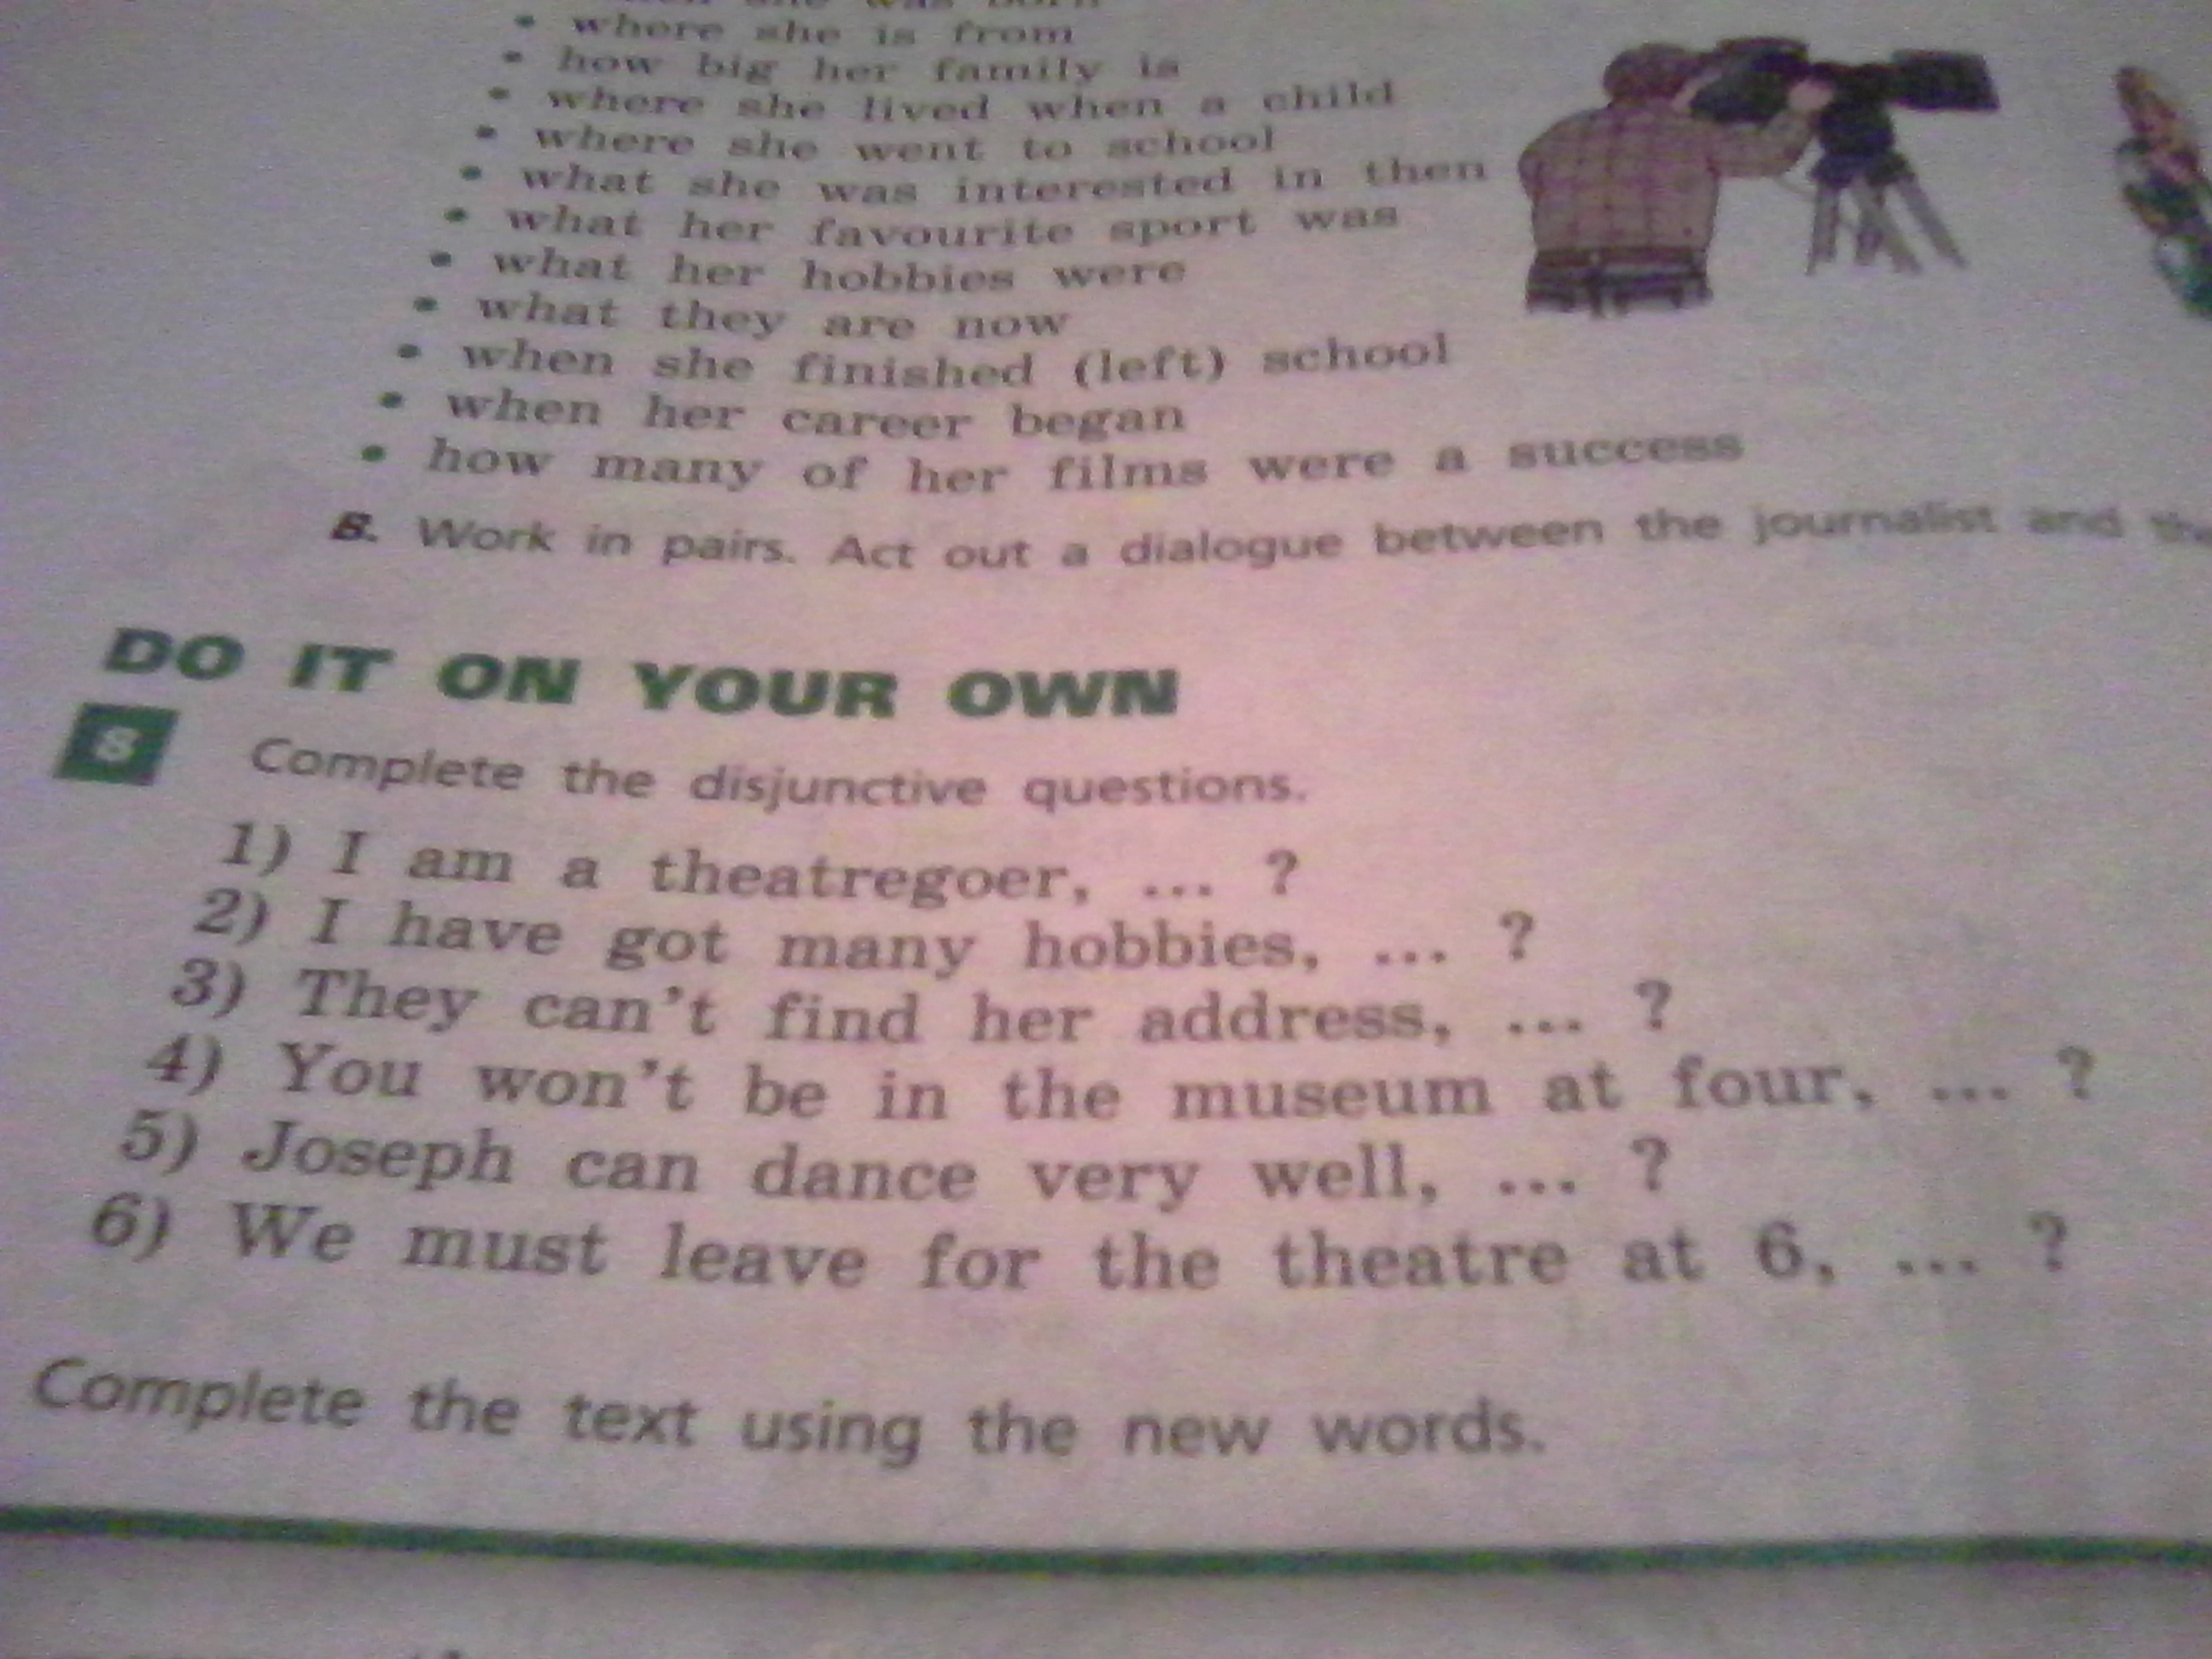 she was born
• where she is from
• how big her family is
• where she lived when a child
• where she went to school
• what she was interested in then
• what her favourite sport was
• what her hobbies were
• what they are now
• when she finished (left) school
• when her career began
• how many of her films were a success
B. Work in pairs. Act out a dialogue between the journalist and
DO IT ON YOUR OWN
8 Complete the disjunctive questions.
1) I am a theatregoer, ... ?
2) I have got many hobbies, ... ?
3) They can't find her address, ... ?
4) You won't be in the museum at four, ... ?
5) Joseph can dance very well, ... ?
6) We must leave for the theatre at 6, ... ?
Complete the text using the new words.